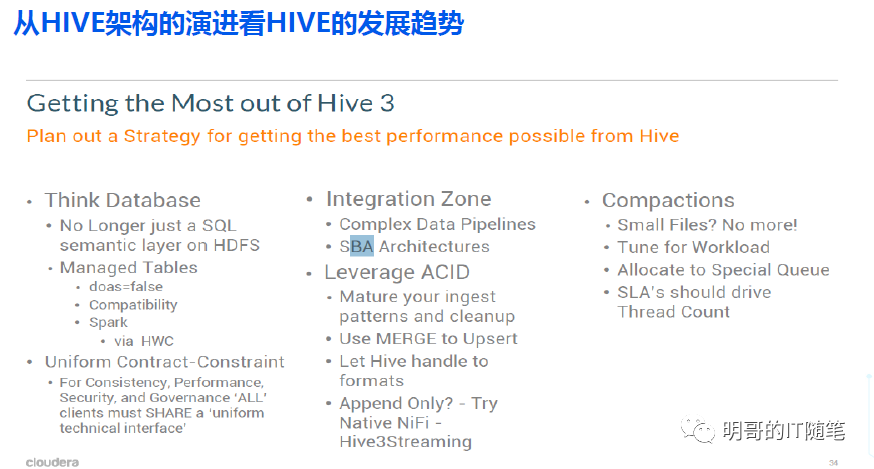 从HIVE架构的演进看HIVE的发展趋势
Getting the Most out of Hive 3
Plan out a Strategy for getting the best performance possible from Hive
• Think Database
• No Longer just a SQL
semantic layer on HDFS
• Managed Tables
• doas=false
• Compatibility
• Spark
• via HWC
• Uniform Contract-Constraint
• For Consistency, Performance,
Security, and Governance ‘ALL’
clients must SHARE a ‘uniform
technical interface’
• Integration Zone
• Complex Data Pipelines
• SBA Architectures
• Leverage ACID
• Mature your ingest
patterns and cleanup
• Use MERGE to Upsert
• Let Hive handle to
formats
• Append Only? - Try
Native NiFi -
Hive3Streaming
• Compactions
• Small Files? No more!
• Tune for Workload
• Allocate to Special Queue
• SLA's should drive
Thread Count
明哥的IT随笔
cloudera
34